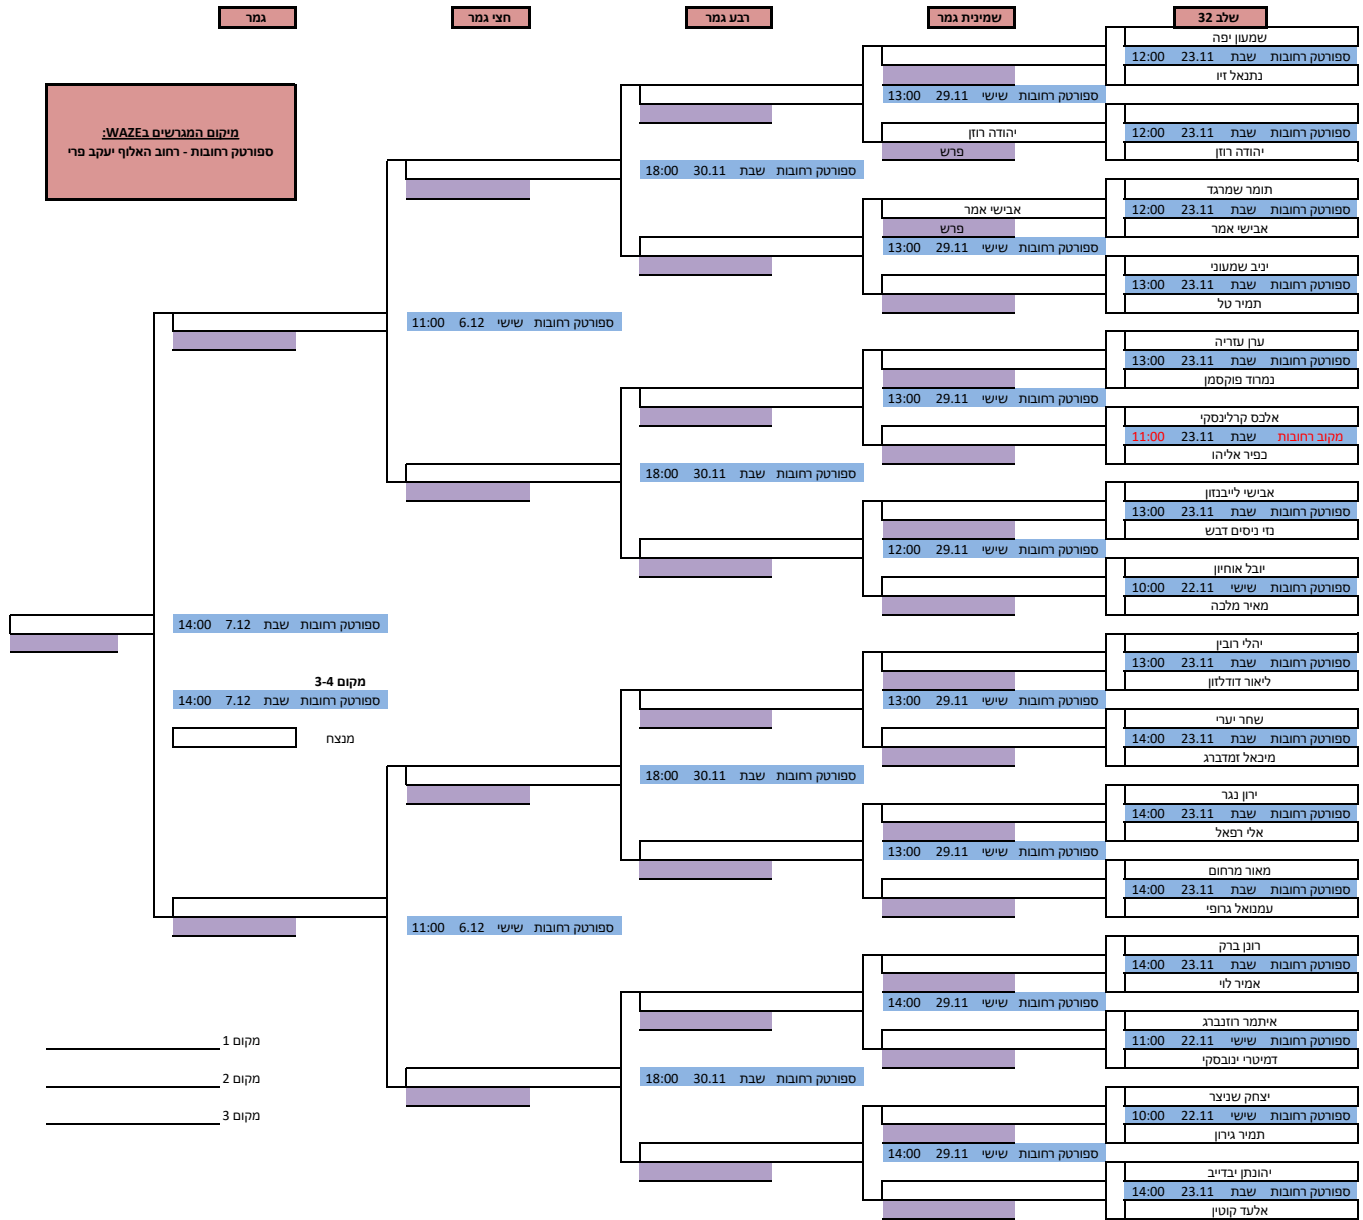 שלב 32
שמינית גמר
רבע גמר
חצי גמר
גמר
שמעון יפה
ספורטק רחובות שבת 23.11 12:00
נתנאל זיו
ספורטק רחובות שבת 23.11 12:00
יהודה רוזן
תומר שמרגד
ספורטק רחובות שבת 23.11 12:00
אבישי אמר
יניב שמעוני
ספורטק רחובות שבת 23.11 13:00
תמיר טל
ערן עזריה
ספורטק רחובות שבת 23.11 13:00
נמרוד פוקסמן
אלכס קרלינסקי
מקוב רחובות שבת 23.11 11:00
כפיר אליהו
אבישי לייבנזון
ספורטק רחובות שבת 23.11 13:00
נזי ניסים דבש
יובל אוחיון
ספורטק רחובות שישי 22.11 10:00
מאיר מלכה
יהלי רובין
ספורטק רחובות שבת 23.11 13:00
ליאור דודלזון
שחר יערי
ספורטק רחובות שבת 23.11 14:00
מיכאל זמדברג
ירון נגר
ספורטק רחובות שבת 23.11 14:00
אלי רפאל
מאור מרחום
ספורטק רחובות שבת 23.11 14:00
עמנואל גרופי
רונן ברק
ספורטק רחובות שבת 23.11 14:00
אמיר לוי
איתמר רוזנברג
ספורטק רחובות שישי 22.11 11:00
דמיטרי ינובסקי
יצחק שניצר
ספורטק רחובות שישי 22.11 10:00
תמיר גירון
יהונתן יבדייב
ספורטק רחובות שבת 23.11 14:00
אלעד קוטין
ספורטק רחובות שישי 29.11 13:00
יהודה רוזן
פרש
אבישי אמר
פרש
ספורטק רחובות שישי 29.11 13:00
ספורטק רחובות שישי 29.11 13:00
ספורטק רחובות שישי 29.11 12:00
ספורטק רחובות שישי 29.11 13:00
ספורטק רחובות שישי 29.11 13:00
ספורטק רחובות שישי 29.11 14:00
ספורטק רחובות שישי 29.11 14:00
ספורטק רחובות שבת 30.11 18:00
ספורטק רחובות שבת 30.11 18:00
ספורטק רחובות שבת 30.11 18:00
ספורטק רחובות שבת 30.11 18:00
ספורטק רחובות שישי 6.12 11:00
ספורטק רחובות שישי 6.12 11:00
מיקום המגרשים בWAZE:
ספורטק רחובות - רחוב האלוף יעקב פרי
ספורטק רחובות שבת 7.12 14:00
מקום 3-4
ספורטק רחובות שבת 7.12 14:00
מנצח
מקום 1
מקום 2
מקום 3